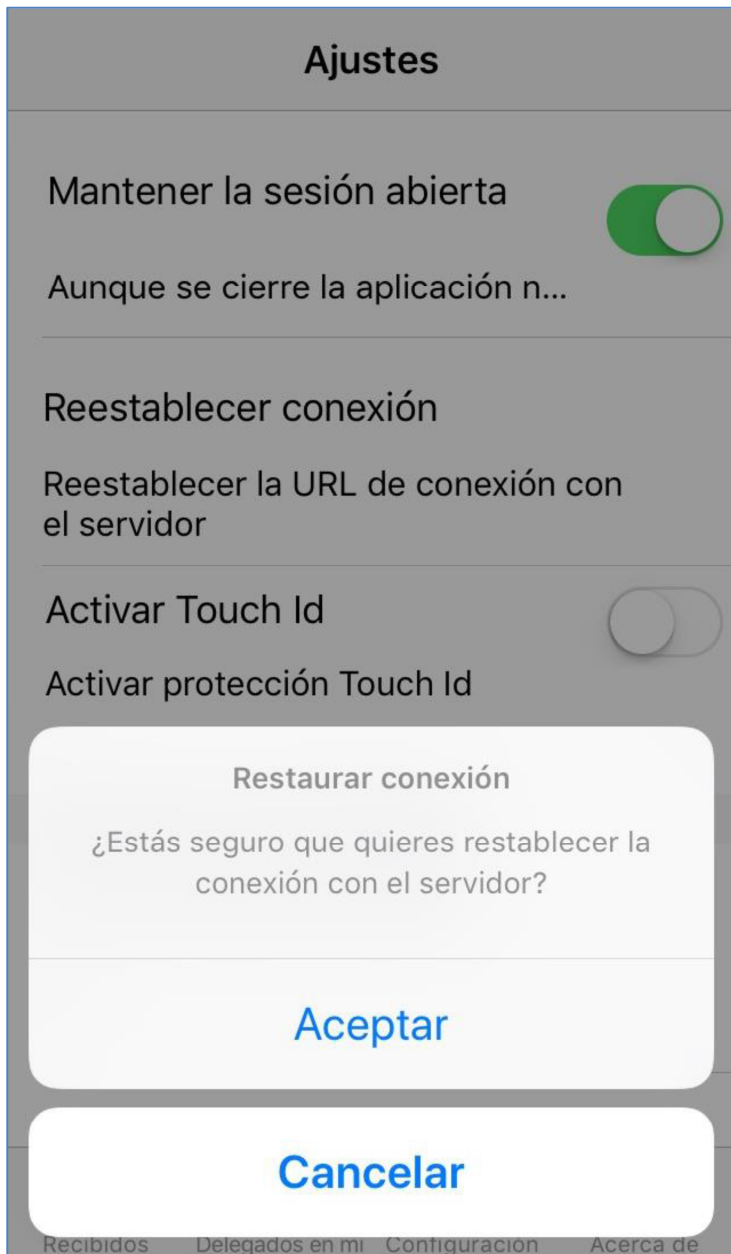 Ajustes
Mantener la sesión abierta
Aunque se cierre la aplicación n...
Reestablecer conexión
Reestablecer la URL de conexión con
el servidor
Activar Touch Id
Activar protección Touch Id
Restaurar conexión
¿Estás seguro que quieres restablecer la
conexión con el servidor?
Aceptar
Cancelar
Recibidos Delegados en mi Configuración Acerca de